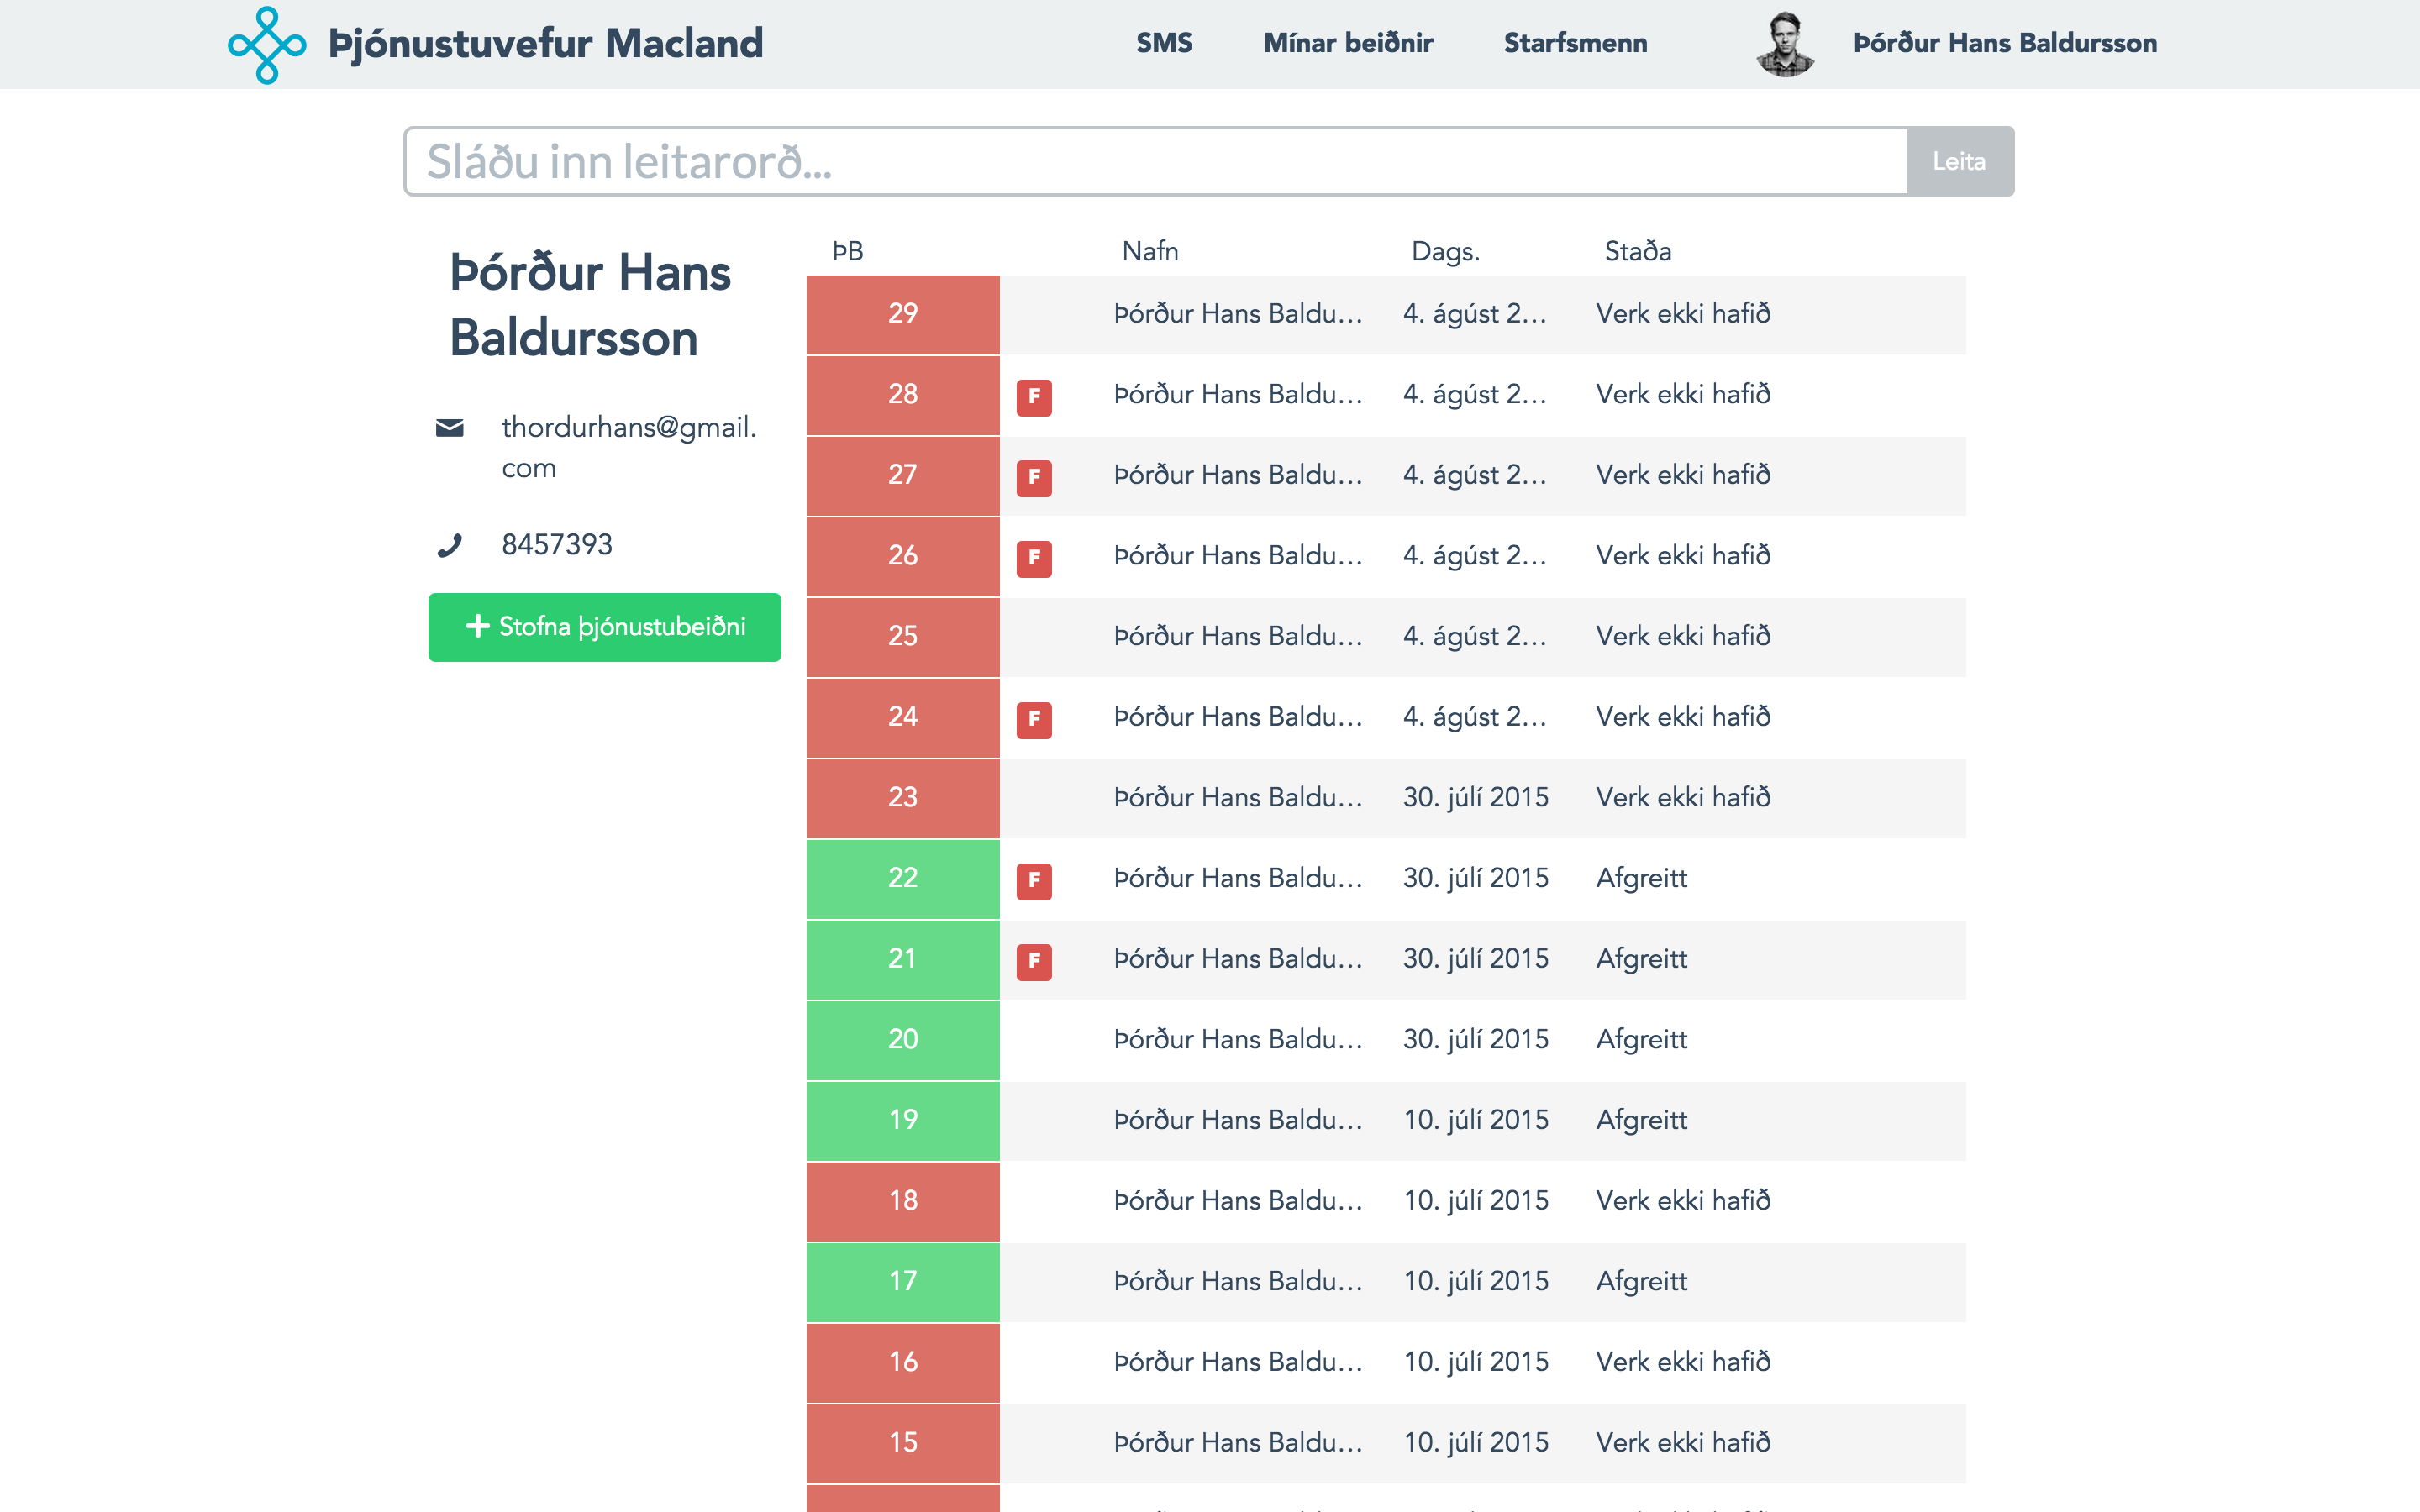 Þjónustuvefur Macland
SMS
Mínar beiðnir
Starfsmenn
Þórður Hans Baldursson
Sláðu inn leitarorð...
Leita
Þórður Hans
Baldursson
thordurhans@gmail.
com
8457393
Stofna þjónustubeiðni
ÞB Nafn Dags. Staða
29 Þórður Hans Baldu… 4. ágúst 2… Verk ekki hafið
28 F Þórður Hans Baldu… 4. ágúst 2… Verk ekki hafið
27 F Þórður Hans Baldu… 4. ágúst 2… Verk ekki hafið
26 F Þórður Hans Baldu… 4. ágúst 2… Verk ekki hafið
25 Þórður Hans Baldu… 4. ágúst 2… Verk ekki hafið
24 F Þórður Hans Baldu… 4. ágúst 2… Verk ekki hafið
23 Þórður Hans Baldu… 30. júlí 2015 Verk ekki hafið
22 F Þórður Hans Baldu… 30. júlí 2015 Afgreitt
21 F Þórður Hans Baldu… 30. júlí 2015 Afgreitt
20 Þórður Hans Baldu… 30. júlí 2015 Afgreitt
19 Þórður Hans Baldu… 10. júlí 2015 Afgreitt
18 Þórður Hans Baldu… 10. júlí 2015 Verk ekki hafið
17 Þórður Hans Baldu… 10. júlí 2015 Afgreitt
16 Þórður Hans Baldu… 10. júlí 2015 Verk ekki hafið
15 Þórður Hans Baldu… 10. júlí 2015 Verk ekki hafið